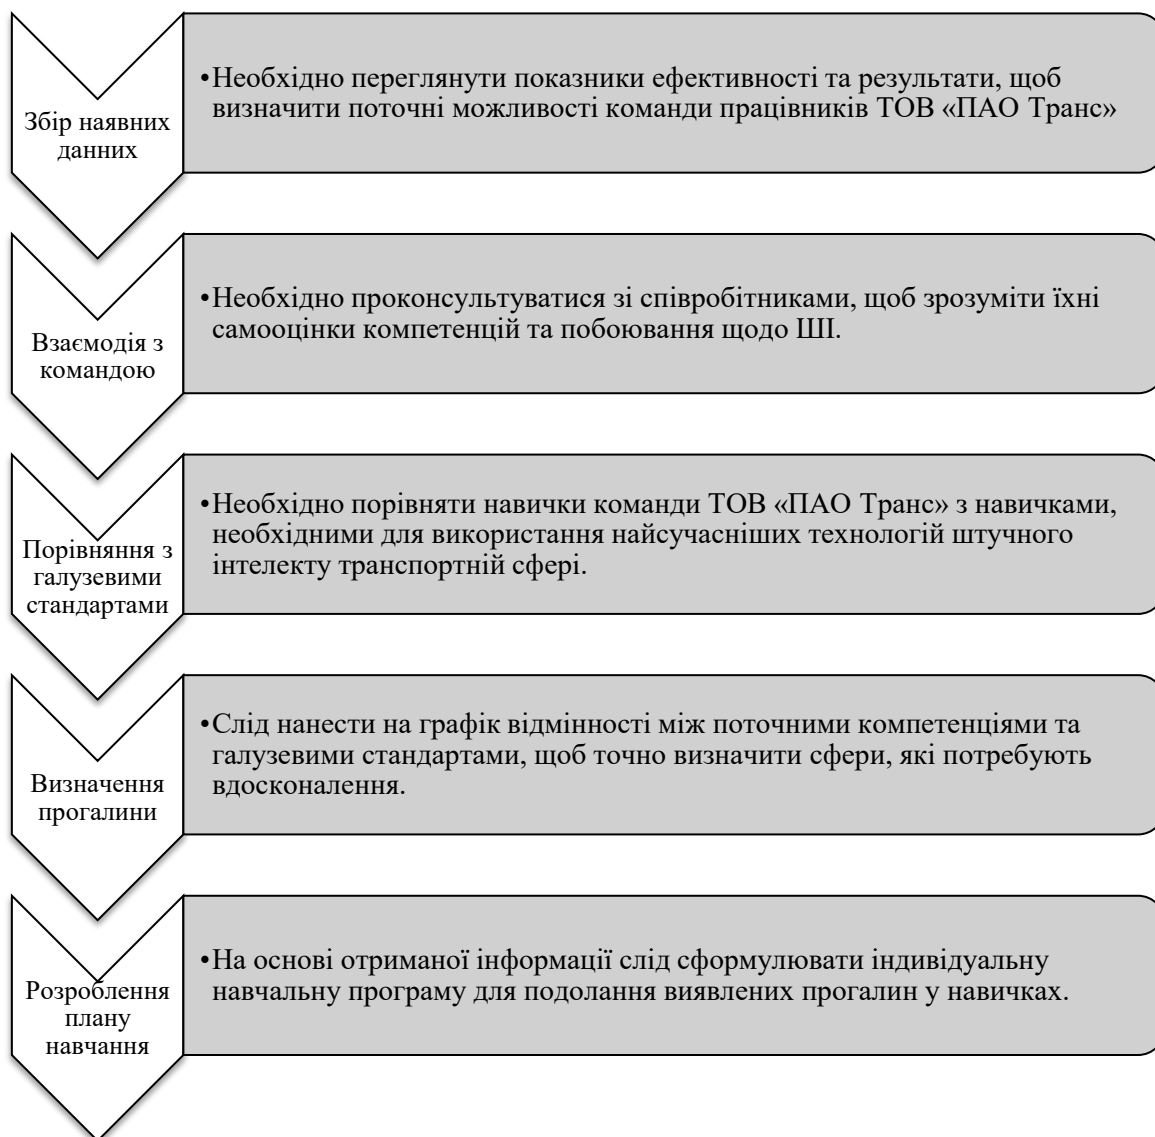 Збір наявних
данних
•Необхідно переглянути показники ефективності та результати, щоб
визначити поточні можливості команди працівників ТОВ «ПАО Транс»
Взаємодія з
командою
•Необхідно проконсультуватися зі співробітниками, щоб зрозуміти їхні
самооцінки компетенцій та побоювання щодо ШІ.
Порівняння з
галузевими
стандартами
•Необхідно порівняти навички команди ТОВ «ПАО Транс» з навичками,
необхідними для використання найсучасніших технологій штучного
інтелекту транспортній сфері.
Визначення
прогалини
•Слід нанести на графік відмінності між поточними компетенціями та
галузевими стандартами, щоб точно визначити сфери, які потребують
вдосконалення.
Розроблення
плану
навчання
•На основі отриманої інформації слід сформулювати індивідуальну
навчальну програму для подолання виявлених прогалин у навичках.